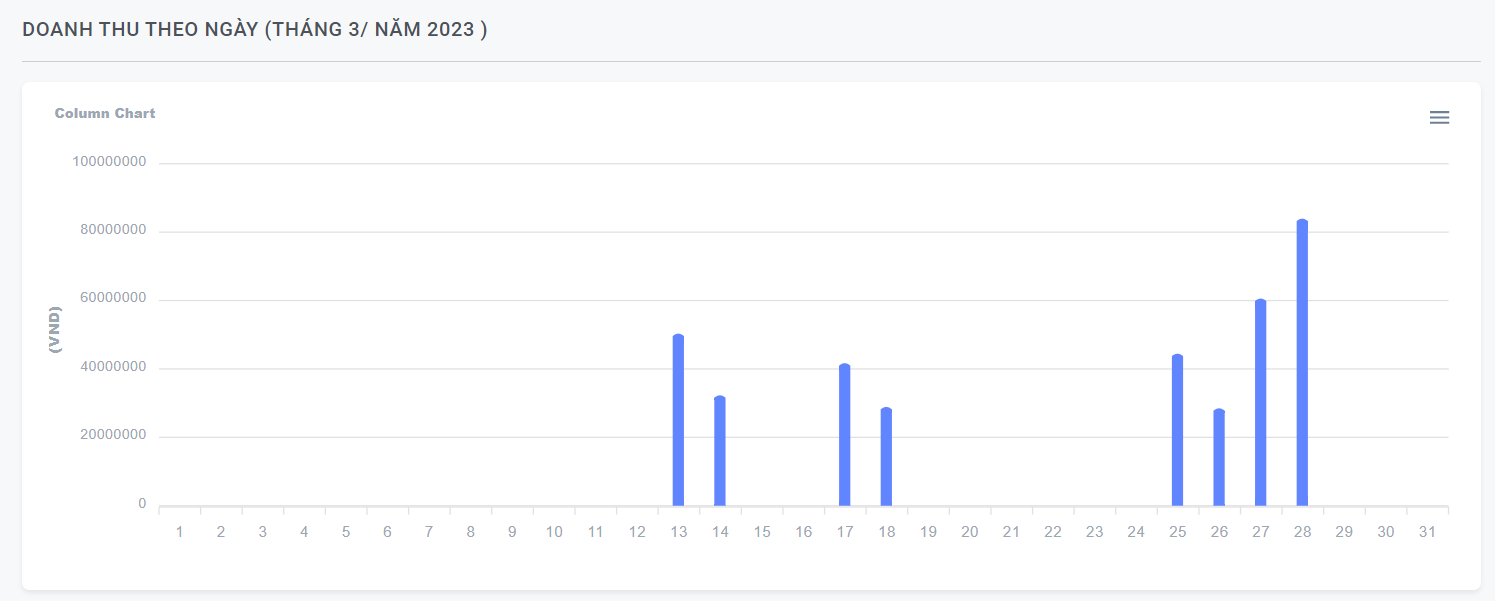 DOANH THU THEO NGÀY (THÁNG 3/ NĂM 2023 )
Column Chart
100000000
80000000
60000000
40000000
20000000
0
(VND)
1 2 3 4 5 6 7 8 9 10 11 12 13 14 15 16 17 18 19 20 21 22 23 24 25 26 27 28 29 30 31